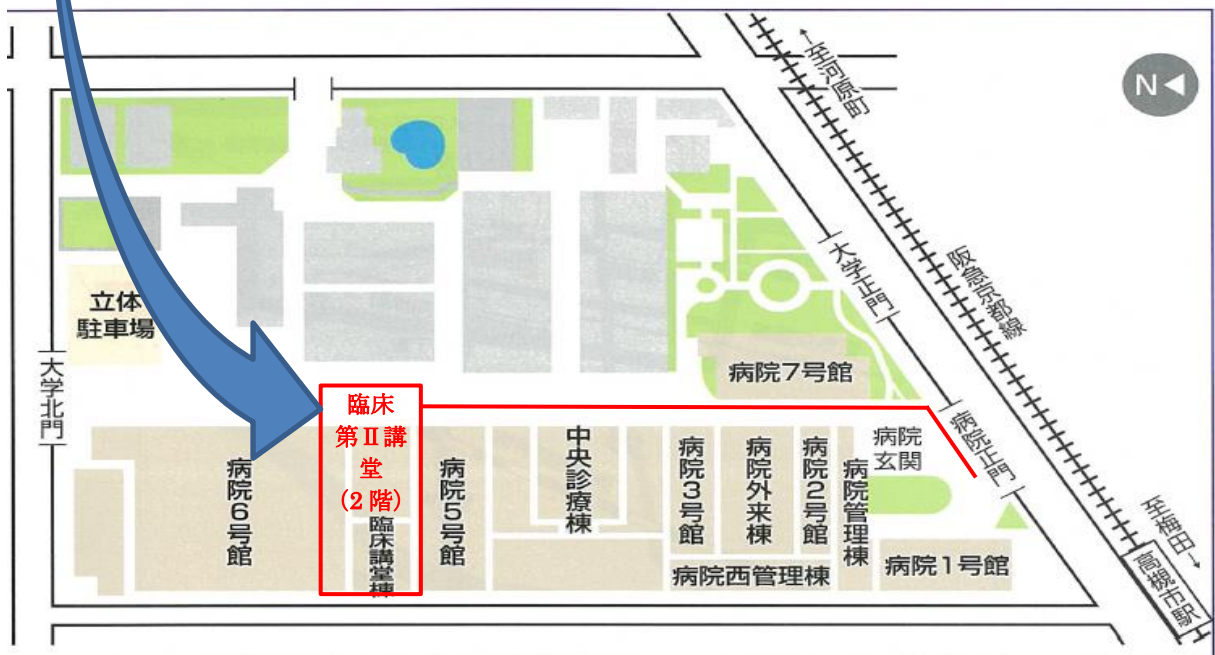 ←至河原町
N
阪急京都線
大学正門
立体
駐車場
大学北門
病院7号館
臨床
第Ⅱ講
堂
(2階)
病院正門
病院
玄関
病院6号館
臨床講堂棟
病院5号館
中央診療棟
病院3号館
病院外来棟
病院2号館
病院管理棟
病院西管理棟
病院1号館
至梅田→
高槻市駅